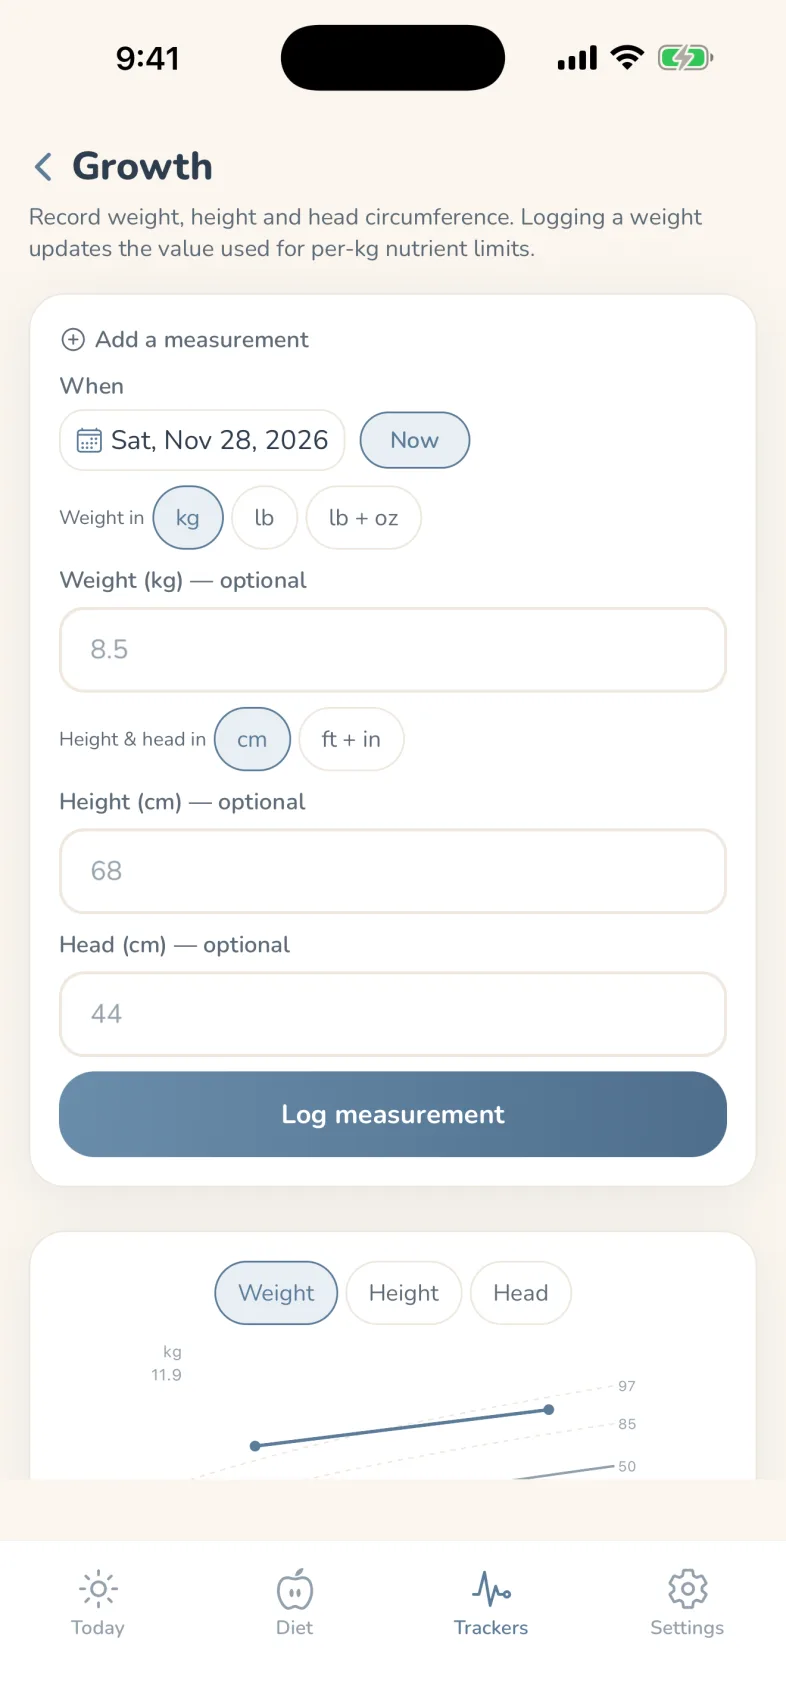 9:41
Growth
Record weight, height and head circumference. Logging a weight
updates the value used for per-kg nutrient limits.
Add a measurement
When
Sat, Nov 28, 2026
Now
Weight in
kg
lb
lb + oz
Weight (kg) — optional
8.5
Height & head in
cm
ft + in
Height (cm) — optional
68
Head (cm) — optional
44
Log measurement
Weight
Height
Head
kg
11.9
97
85
50
Today
Diet
Trackers
Settings